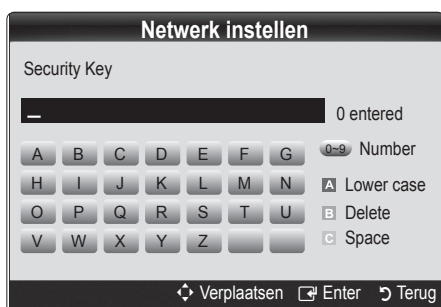 Netwerk instellen
Security Key
_ 0 entered
A B C D E F G 0~9 Number
H I J K L M N A Lower case
O P Q R S T U B Delete
V W X Y Z C Space
Verplaatsen Enter Terug